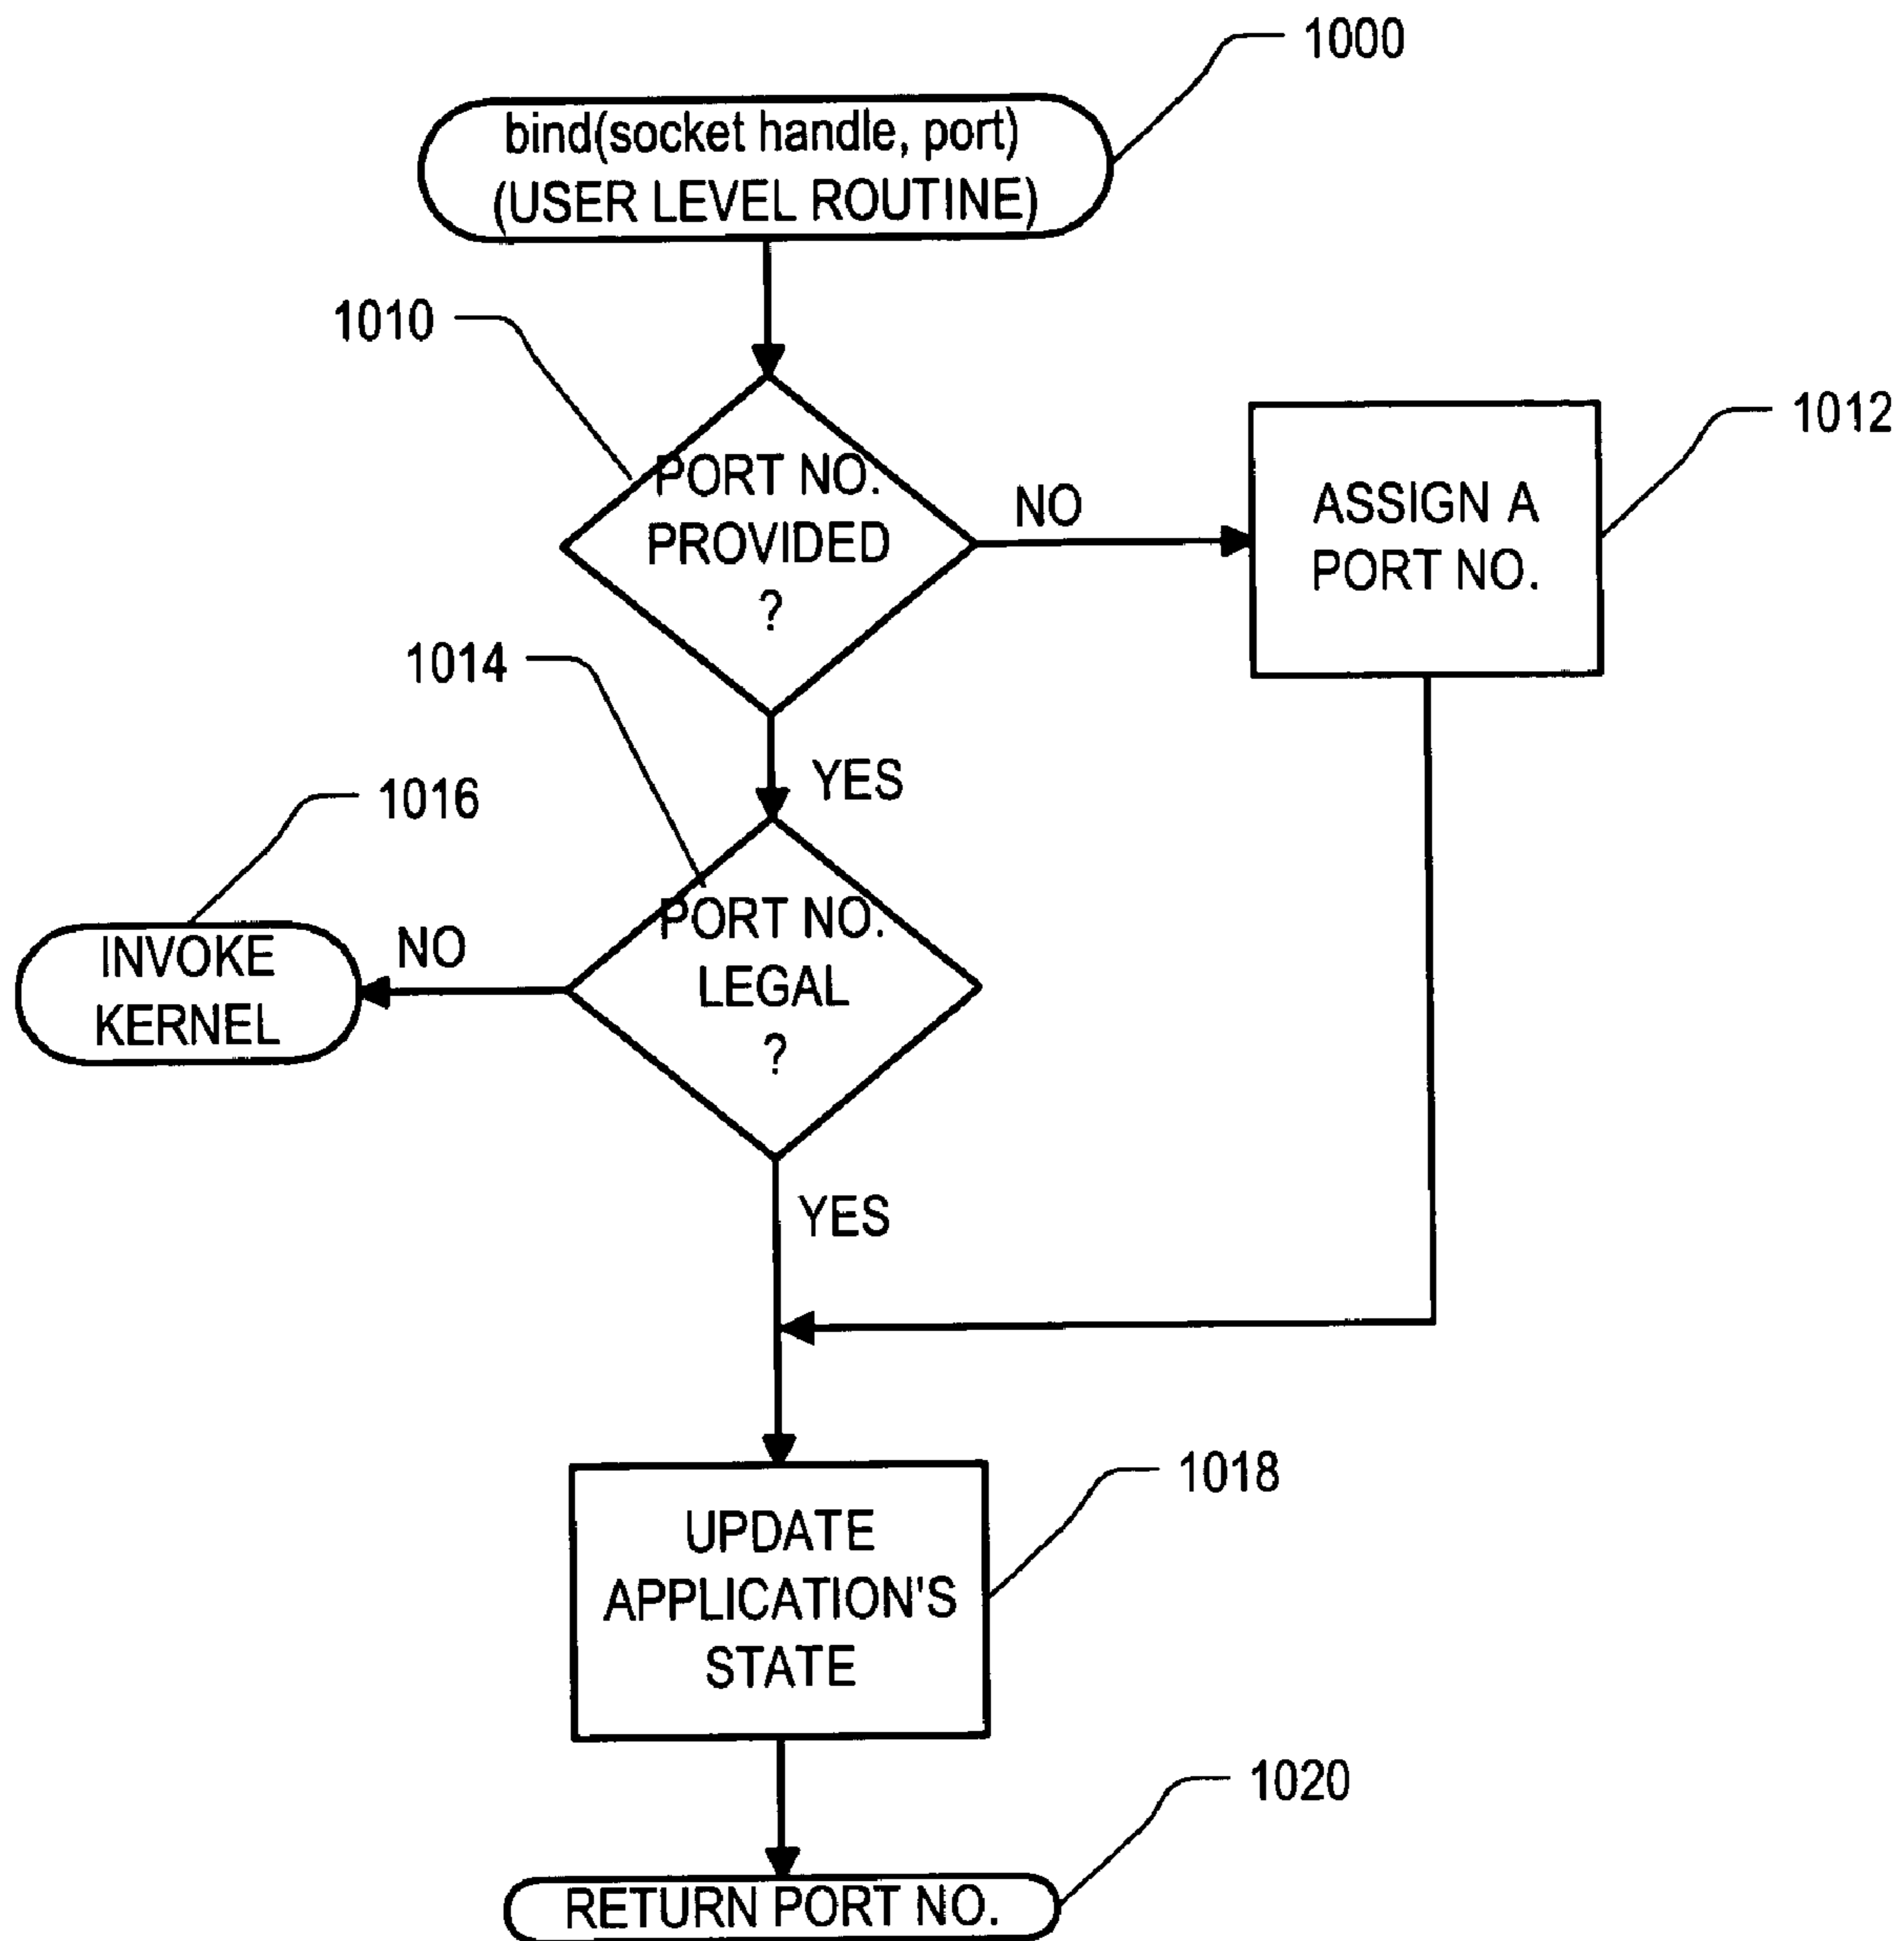 1000
bind(socket handle, port)
(USER LEVEL ROUTINE)
1010
PORT NO.
PROVIDED
?
NO
1012
ASSIGN A
PORT NO.
1014
YES
1016
PORT NO.
LEGAL
?
NO
INVOKE
KERNEL
YES
1018
UPDATE
APPLICATION'S
STATE
1020
RETURN PORT NO.